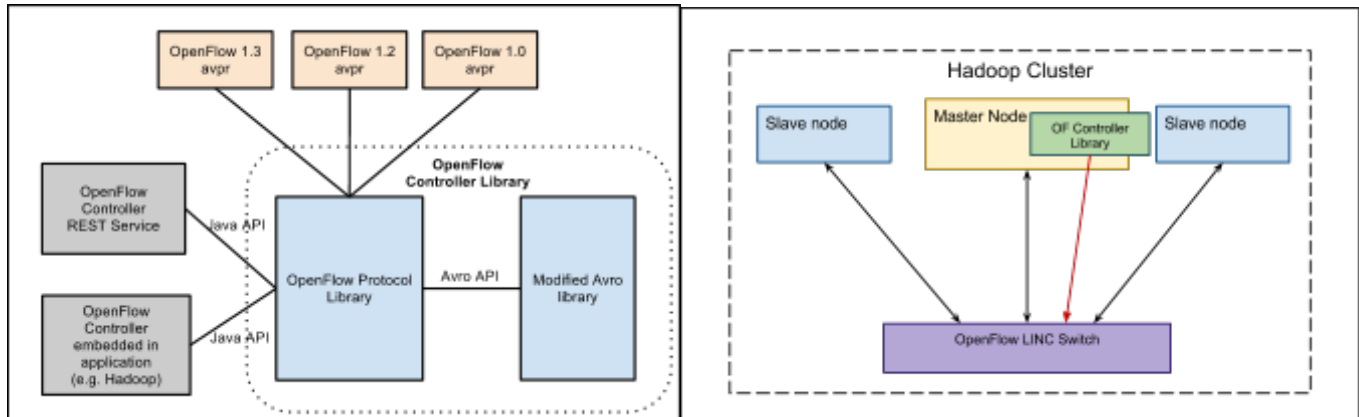 OpenFlow 1.3
avpr
OpenFlow 1.2
avpr
OpenFlow 1.0
avpr
OpenFlow
Controller Library
OpenFlow
Controller
REST Service
Java API
OpenFlow Protocol
Library
Avro API
Modified Avro
library
OpenFlow
Controller
embedded in
application
(e.g. Hadoop)
Java API
Hadoop Cluster
Slave node
Master Node
OF Controller
Library
Slave node
OpenFlow LINC Switch